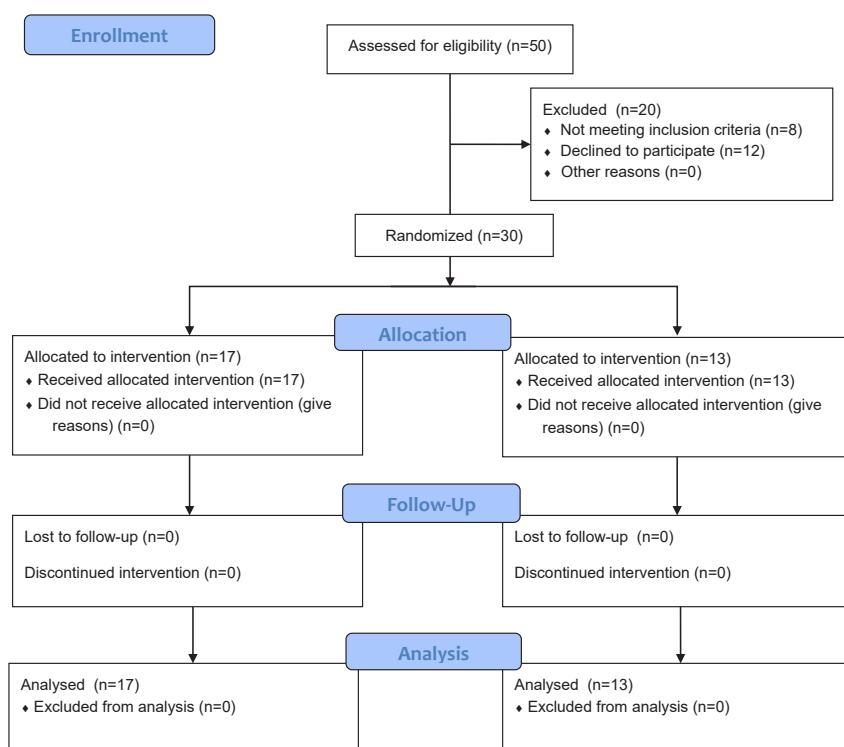 Enrollment
Assessed for eligibility (n=50)
Excluded  (n=20)
♦ Not meeting inclusion criteria (n=8)
♦ Declined to participate (n=12)
♦ Other reasons (n=0)
Randomized (n=30)
Allocation
Allocated to intervention (n=17)
♦ Received allocated intervention (n=17)
♦ Did not receive allocated intervention (give
reasons) (n=0)
Allocated to intervention (n=13)
♦ Received allocated intervention (n=13)
♦ Did not receive allocated intervention (give
reasons) (n=0)
Follow-Up
Lost to follow-up (n=0)
Discontinued intervention (n=0)
Lost to follow-up  (n=0)
Discontinued intervention (n=0)
Analysis
Analysed  (n=17)
♦ Excluded from analysis (n=0)
Analysed  (n=13)
♦ Excluded from analysis (n=0)